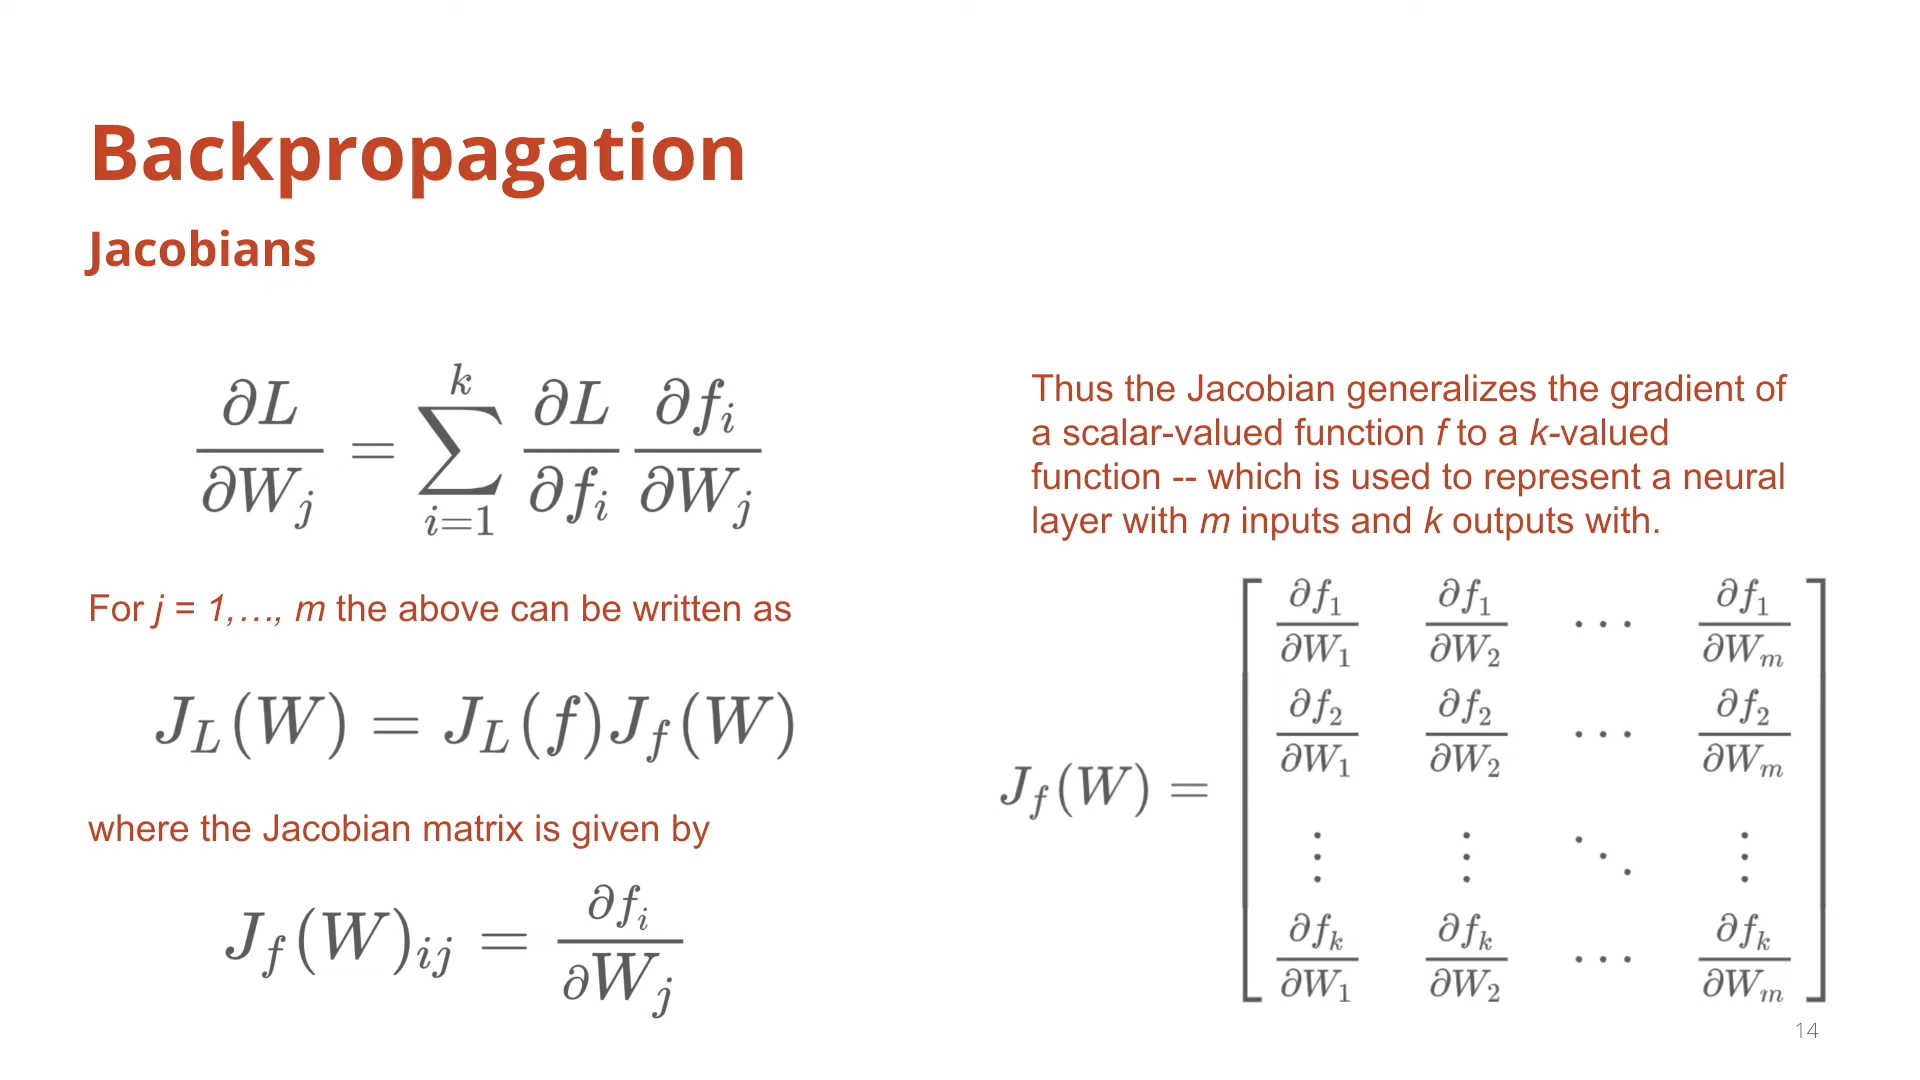 Backpropagation
Jacobians
∂L/∂W_j = ∑_{i=1}^{k} ∂L/∂f_i ∂f_i/∂W_j
For j = 1,…, m the above can be written as
J_L(W) = J_L(f)J_f(W)
where the Jacobian matrix is given by
J_f(W)_{ij} = ∂f_i/∂W_j
Thus the Jacobian generalizes the gradient of
a scalar-valued function f to a k-valued
function -- which is used to represent a neural
layer with m inputs and k outputs with.
J_f(W) =
∂f_1/∂W_1 ∂f_1/∂W_2 ⋯ ∂f_1/∂W_m
∂f_2/∂W_1 ∂f_2/∂W_2 ⋯ ∂f_2/∂W_m
⋮ ⋮ ⋱ ⋮
∂f_k/∂W_1 ∂f_k/∂W_2 ⋯ ∂f_k/∂W_m
14